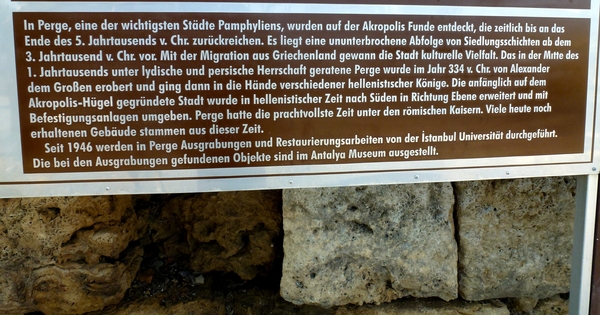 In Perge, eine der wichtigsten Städte Pamphyliens, wurden auf der Akropolis Funde entdeckt, die zeitlich bis an das
Ende des 5. Jahrtausends v. Chr. zurückreichen. Es liegt eine ununterbrochene Abfolge von Siedlungsschichten ab dem
3. Jahrtausend v. Chr. vor. Mit der Migration aus Griechenland gewann die Stadt kulturelle Vielfalt. Das in der Mıtte des
1. Jahrtausends unter lydische und persische Herrschaft geratene Perge wurde im Jahr 334 v. Chr. von Alexander
dem Großen erobert und ging dann in die Hände verschiedener hellenistischer Könige. Die anfänglich auf dem
Akropolis-Hügel gegründete Stadt wurde in hellenistischer Zeit nach Süden in Richtung Ebene erweitert und mit
Befestigungsanlagen umgeben. Perge hatte die prachtvollste Zeit unter den römischen Kaisern. Viele heute noch
erhaltenen Gebäude stammen aus dieser Zeit.
Seit 1946 werden in Perge Ausgrabungen und Restaurierungsarbeiten von der İstanbul Universität durchgeführt.
Die bei den Ausgrabungen gefundenen Objekte sind im Antalya Museum ausgestellt.